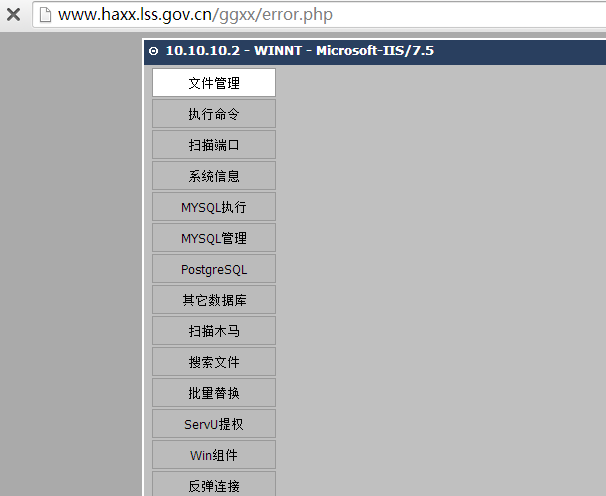 www.haxx.lss.gov.cn/ggxx/error.php
10.10.10.2 - WINNT - Microsoft-IIS/7.5
文件管理
执行命令
扫描端口
系统信息
MYSQL执行
MYSQL管理
PostgreSQL
其它数据库
扫描木马
搜索文件
批量替换
ServU提权
Win组件
反弹连接